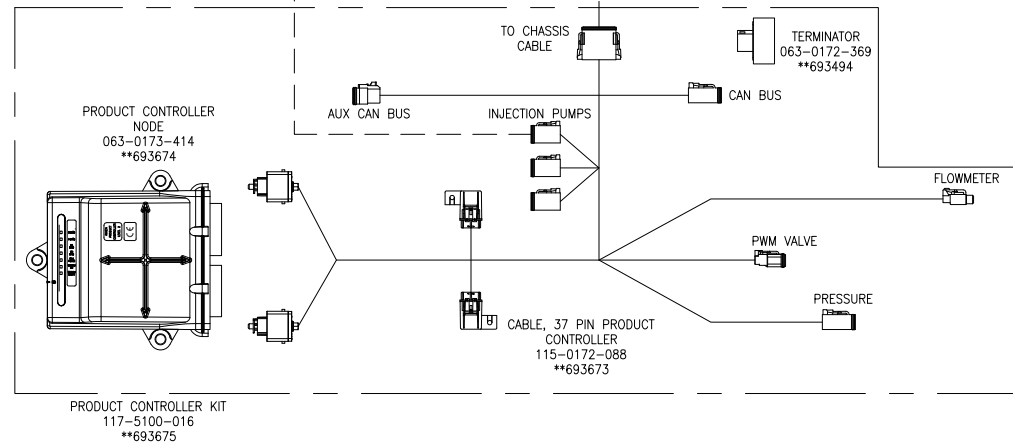 TO CHASSIS
CABLE
TERMINATOR
063-0172-369
**693494
AUX CAN BUS
CAN BUS
INJECTION PUMPS
PRODUCT CONTROLLER
NODE
063-0173-414
**693674
FLOWMETER
PWM VALVE
PRESSURE
CABLE, 37 PIN PRODUCT
CONTROLLER
115-0172-088
**693673
PRODUCT CONTROLLER KIT
117-5100-016
**693675